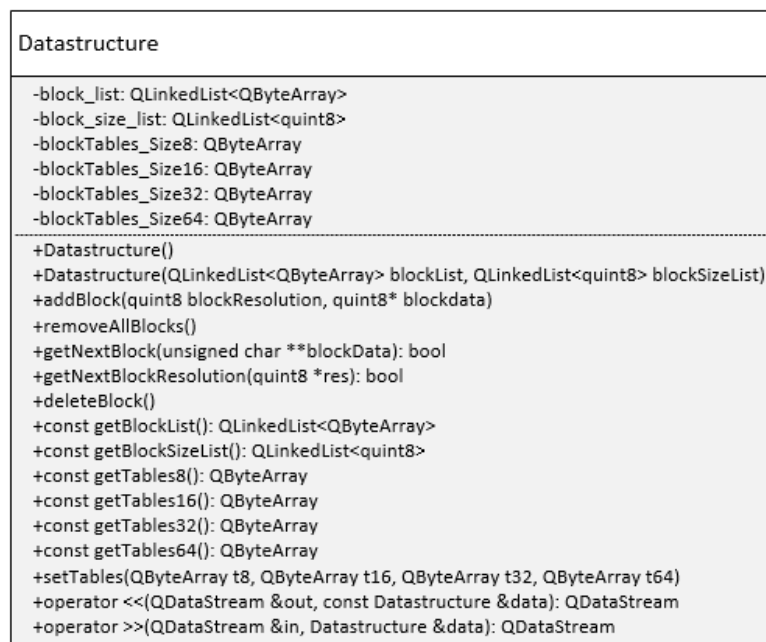 Datastructure
-block_list: QLinkedList<QByteArray>
-block_size_list: QLinkedList<quint8>
-blockTables_Size8: QByteArray
-blockTables_Size16: QByteArray
-blockTables_Size32: QByteArray
-blockTables_Size64: QByteArray
+Datastructure()
+Datastructure(QLinkedList<QByteArray> blockList, QLinkedList<quint8> blockSizeList)
+addBlock(quint8 blockResolution, quint8* blockdata)
+removeAllBlocks()
+getNextBlock(unsigned char **blockData): bool
+getNextBlockResolution(quint8 *res): bool
+deleteBlock()
+const getBlockList(): QLinkedList<QByteArray>
+const getBlockSizeList(): QLinkedList<quint8>
+const getTables8(): QByteArray
+const getTables16(): QByteArray
+const getTables32(): QByteArray
+const getTables64(): QByteArray
+setTables(QByteArray t8, QByteArray t16, QByteArray t32, QByteArray t64)
+operator <<(QDataStream &out, const Datastructure &data): QDataStream
+operator >>(QDataStream &in, Datastructure &data): QDataStream